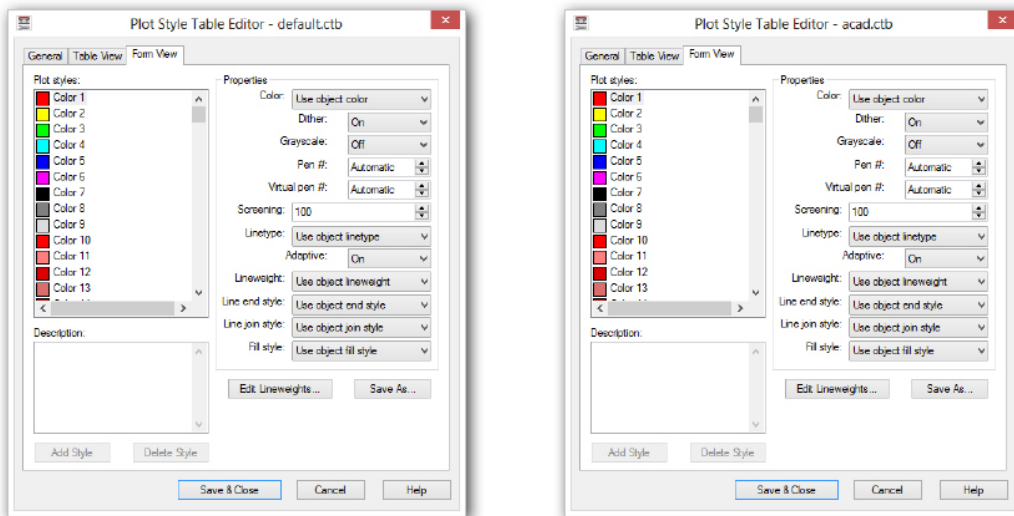 Plot Style Table Editor - default.ctb
General Table View Form View
Plot styles:
Color 1
Color 2
Color 3
Color 4
Color 5
Color 6
Color 7
Color 8
Color 9
Color 10
Color 11
Color 12
Color 13
Description:
Add Style Delete Style
Properties
Color: Use object color
Dither: On
Grayscale: Off
Pen #: Automatic
Virtual pen #: Automatic
Screening: 100
Linetype: Use object linetype
Adaptive: On
Lineweight: Use object lineweight
Line end style: Use object end style
Line join style: Use object join style
Fill style: Use object fill style
Edit Lineweights... Save As...
Save & Close Cancel Help
Plot Style Table Editor - acad.ctb
General Table View Form View
Plot styles:
Color 1
Color 2
Color 3
Color 4
Color 5
Color 6
Color 7
Color 8
Color 9
Color 10
Color 11
Color 12
Color 13
Description:
Add Style Delete Style
Properties
Color: Use object color
Dither: On
Grayscale: Off
Pen #: Automatic
Virtual pen #: Automatic
Screening: 100
Linetype: Use object linetype
Adaptive: On
Lineweight: Use object lineweight
Line end style: Use object end style
Line join style: Use object join style
Fill style: Use object fill style
Edit Lineweights... Save As...
Save & Close Cancel Help